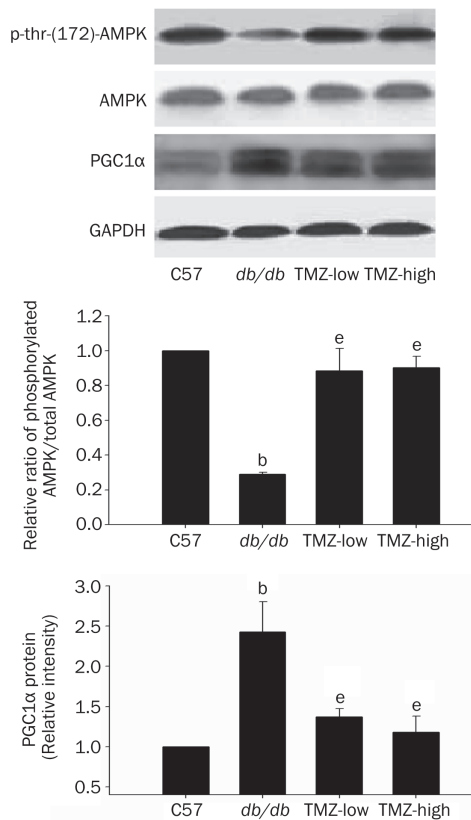 p-thr-(172)-AMPK
AMPK
PGC1α
GAPDH
C57 db/db TMZ-low TMZ-high
Relative ratio of phosphorylated
AMPK/total AMPK
1.2
1.0
0.8
0.6
0.4
0.2
0.0
b
e
e
C57 db/db TMZ-low TMZ-high
PGC1α protein
(Relative intensity)
3.0
2.5
2.0
1.5
1.0
0.5
b
e
e
C57 db/db TMZ-low TMZ-high